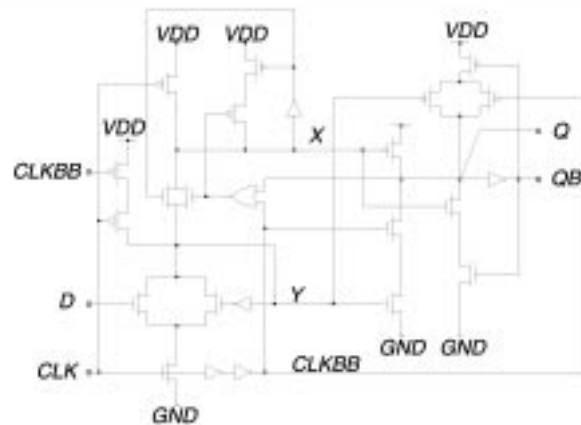 VDD VDD VDD
VDD
X
Q
CLKBB
QB
D
Y
GND GND
CLK
CLKBB
GND